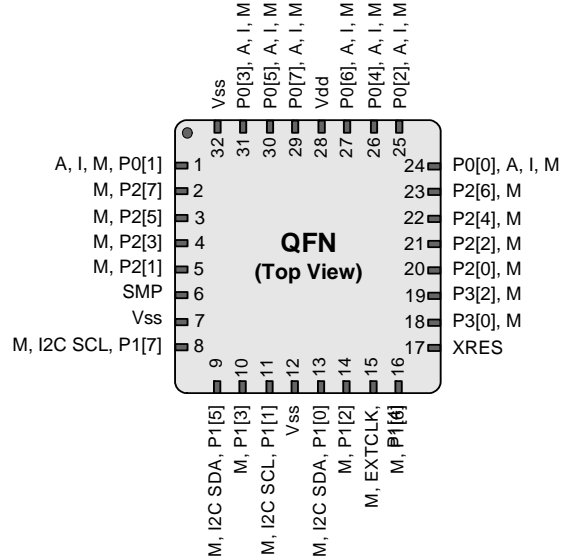 Vss
P0[3], A, I, M
P0[5], A, I, M
P0[7], A, I, M
Vdd
P0[6], A, I, M
P0[4], A, I, M
P0[2], A, I, M
32
31
30
29
28
27
26
25
A, I, M, P0[1]
1
M, P2[7]
2
M, P2[5]
3
M, P2[3]
4
M, P2[1]
5
SMP
6
Vss
7
M, I2C SCL, P1[7]
8
QFN
(Top View)
24
P0[0], A, I, M
23
P2[6], M
22
P2[4], M
21
P2[2], M
20
P2[0], M
19
P3[2], M
18
P3[0], M
17
XRES
9
10
11
12
13
14
15
16
M, I2C SDA, P1[5]
M, P1[3]
M, I2C SCL, P1[1]
Vss
M, I2C SDA, P1[0]
M, P1[2]
M, EXTCLK,
P1[4]
M, P1[6]